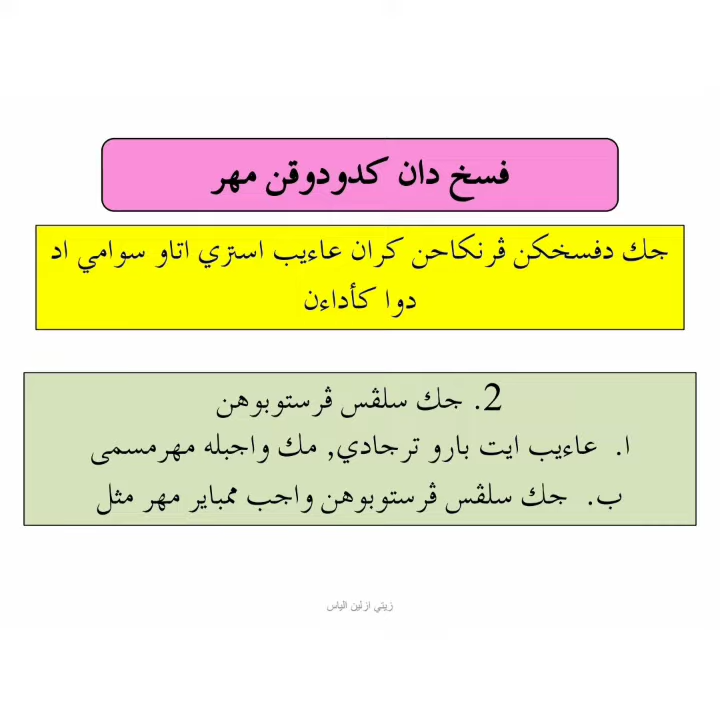 فسخ دان كدودوقن مهر
جك دفسخكن ڤرنكاحن كران عاءيب استري اتاو سوامي اد
دوا كأداءن
2. جك سلڤس ڤرستوبوهن
ا. عاءيب ايت بارو ترجادي, مك واجبله مهرمسمى
ب. جك سلڤس ڤرستوبوهن واجب ممباير مهر مثل
زيتي ازلين الياس